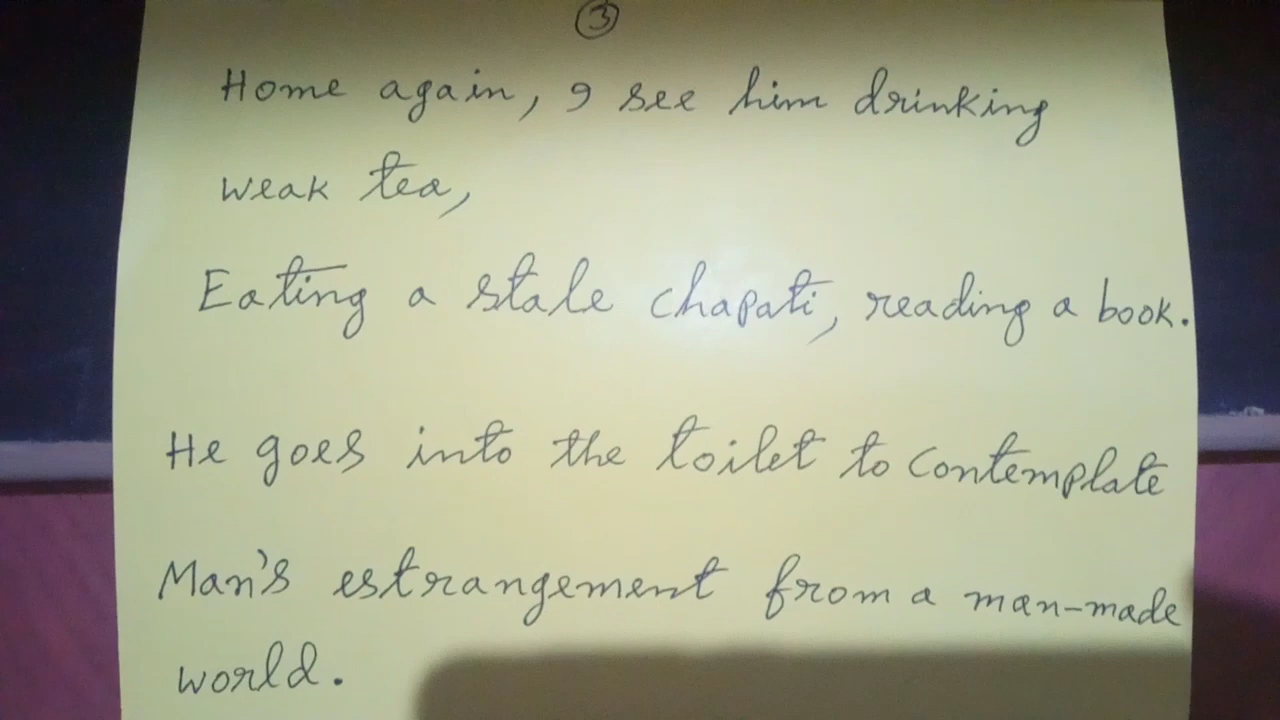 3
Home again, I see him drinking
weak tea,
Eating a stale chapati, reading a book.
He goes into the toilet to contemplate
Man's estrangement from a man-made
world.